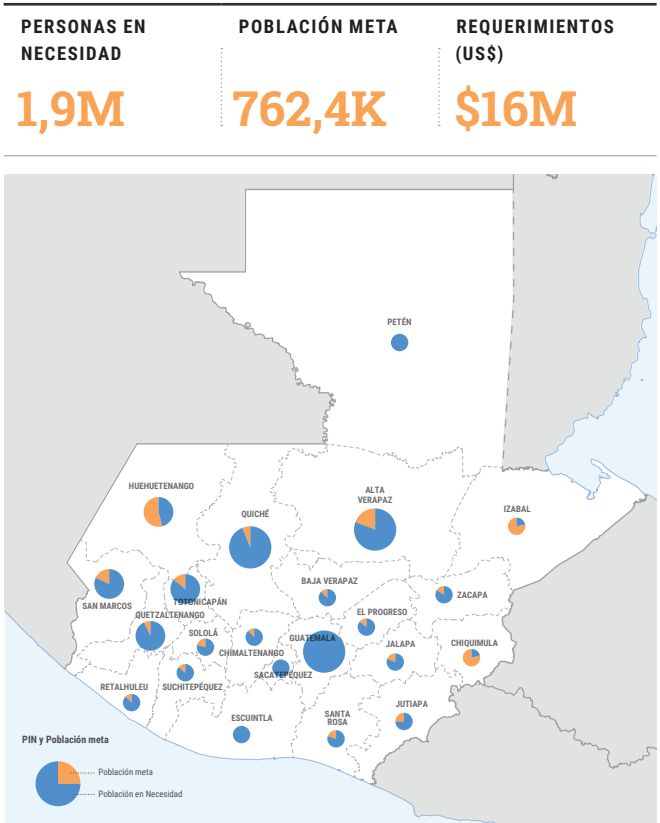 PERSONAS EN
NECESIDAD
1,9M
POBLACIÓN META
762,4K
REQUERIMIENTOS
(US$)
$16M
PETÉN
HUEHUETENANGO
QUICHÉ
ALTA
VERAPAZ
IZABAL
SAN MARCOS
TOTONICAPÁN
BAJA VERAPAZ
ZACAPA
QUETZALTENANGO
EL PROGRESO
SOLOLÁ
CHIMALTENANGO
GUATEMALA
JALAPA
CHIQUIMULA
SACATEPÉQUEZ
RETALHULEU
SUCHITEPÉQUEZ
ESCUINTLA
SANTA
ROSA
JUTIAPA
PIN y Población meta
Población meta
Población en Necesidad